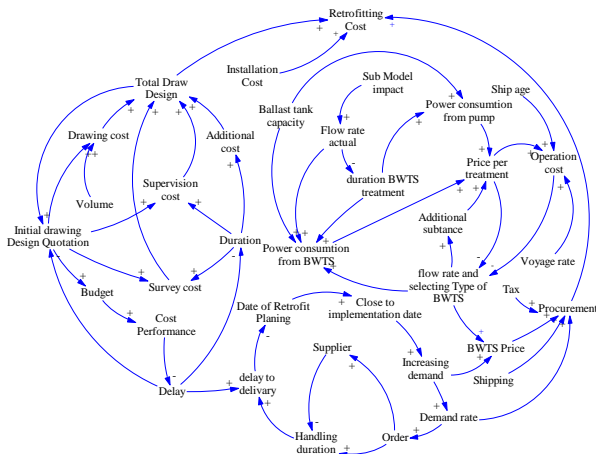 Retrofitting
Cost
Installation
Cost
Sub Model
impact
Ship age
Total Draw
Design
Ballast tank
capacity
Power consumtion
from pump
Drawing cost
Additional
cost
Flow rate
actual
Price per
treatment
Operation
cost
duration BWTS
treatment
Supervision
cost
Volume
Additional
subtance
Initial drawing
Design Quotation
Duration
Power consumtion
from BWTS
Voyage rate
flow rate and
selecting Type of
BWTS
Budget
Survey cost
Tax
Date of Retrofit
Planing
Close to
implementation date
Procurement
Cost
Performance
Supplier
BWTS Price
Increasing
demand
Shipping
Delay
delay to
delivary
Demand rate
Handling
duration
Order